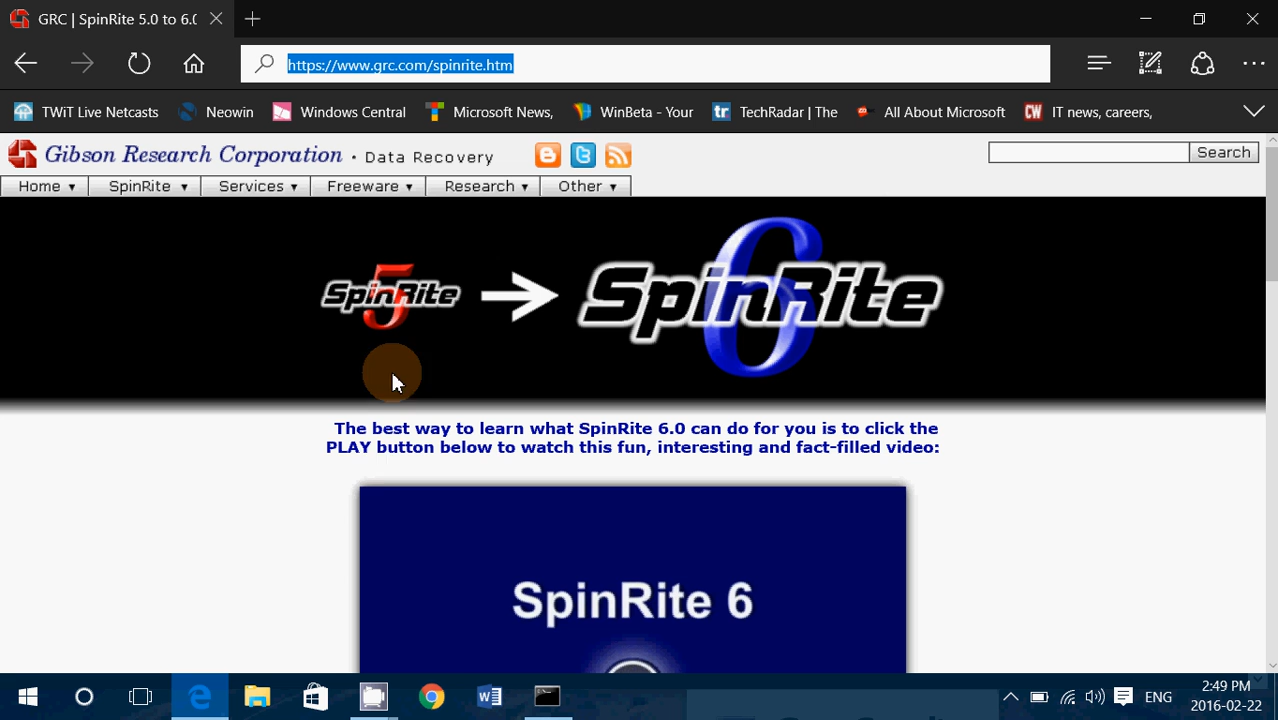 GRC | SpinRite 5.0 to 6.0
https://www.grc.com/spinrite.htm
TWiT Live Netcasts Neowin Windows Central Microsoft News, WinBeta - Your TechRadar | The All About Microsoft IT news, careers,
Gibson Research Corporation • Data Recovery
Search
Home SpinRite Services Freeware Research Other
SpinRite 5 → SpinRite 6
The best way to learn what SpinRite 6.0 can do for you is to click the
PLAY button below to watch this fun, interesting and fact-filled video:
SpinRite 6
ENG
2:49 PM
2016-02-22